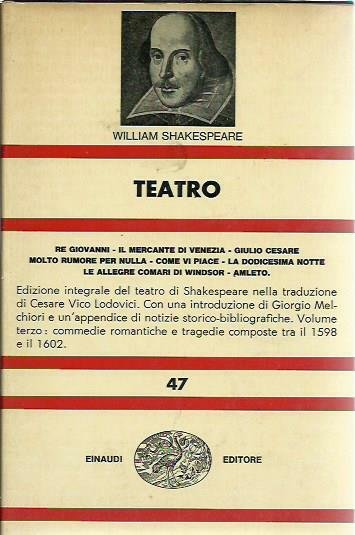 WILLIAM SHAKESPEARE
TEATRO
RE GIOVANNI - IL MERCANTE DI VENEZIA - GIULIO CESARE
MOLTO RUMORE PER NULLA - COME VI PIACE - LA DODICESIMA NOTTE
LE ALLEGRE COMARI DI WINDSOR - AMLETO.
Edizione integrale del teatro di Shakespeare nella traduzione
di Cesare Vico Lodovici. Con una introduzione di Giorgio Mel-
chiori e un'appendice di notizie storico-bibliografiche. Volume
terzo: commedie romantiche e tragedie composte tra il 1598
e il 1602.
47
EINAUDI EDITORE